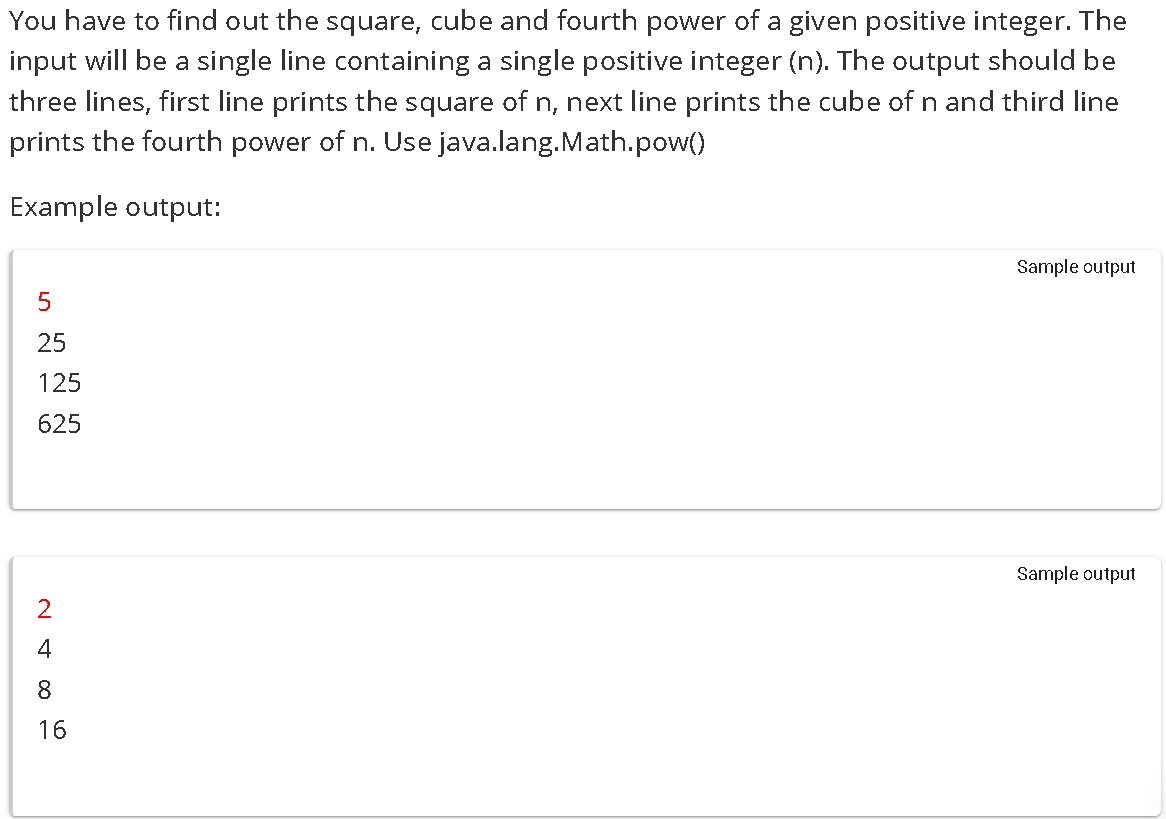 You have to find out the square, cube and fourth power of a given positive integer. The
input will be a single line containing a single positive integer (n). The output should be
three lines, first line prints the square of n, next line prints the cube of n and third line
prints the fourth power of n. Use java.lang.Math.pow()
Example output:
Sample output
5
25
125
625
Sample output
2
4
8
16